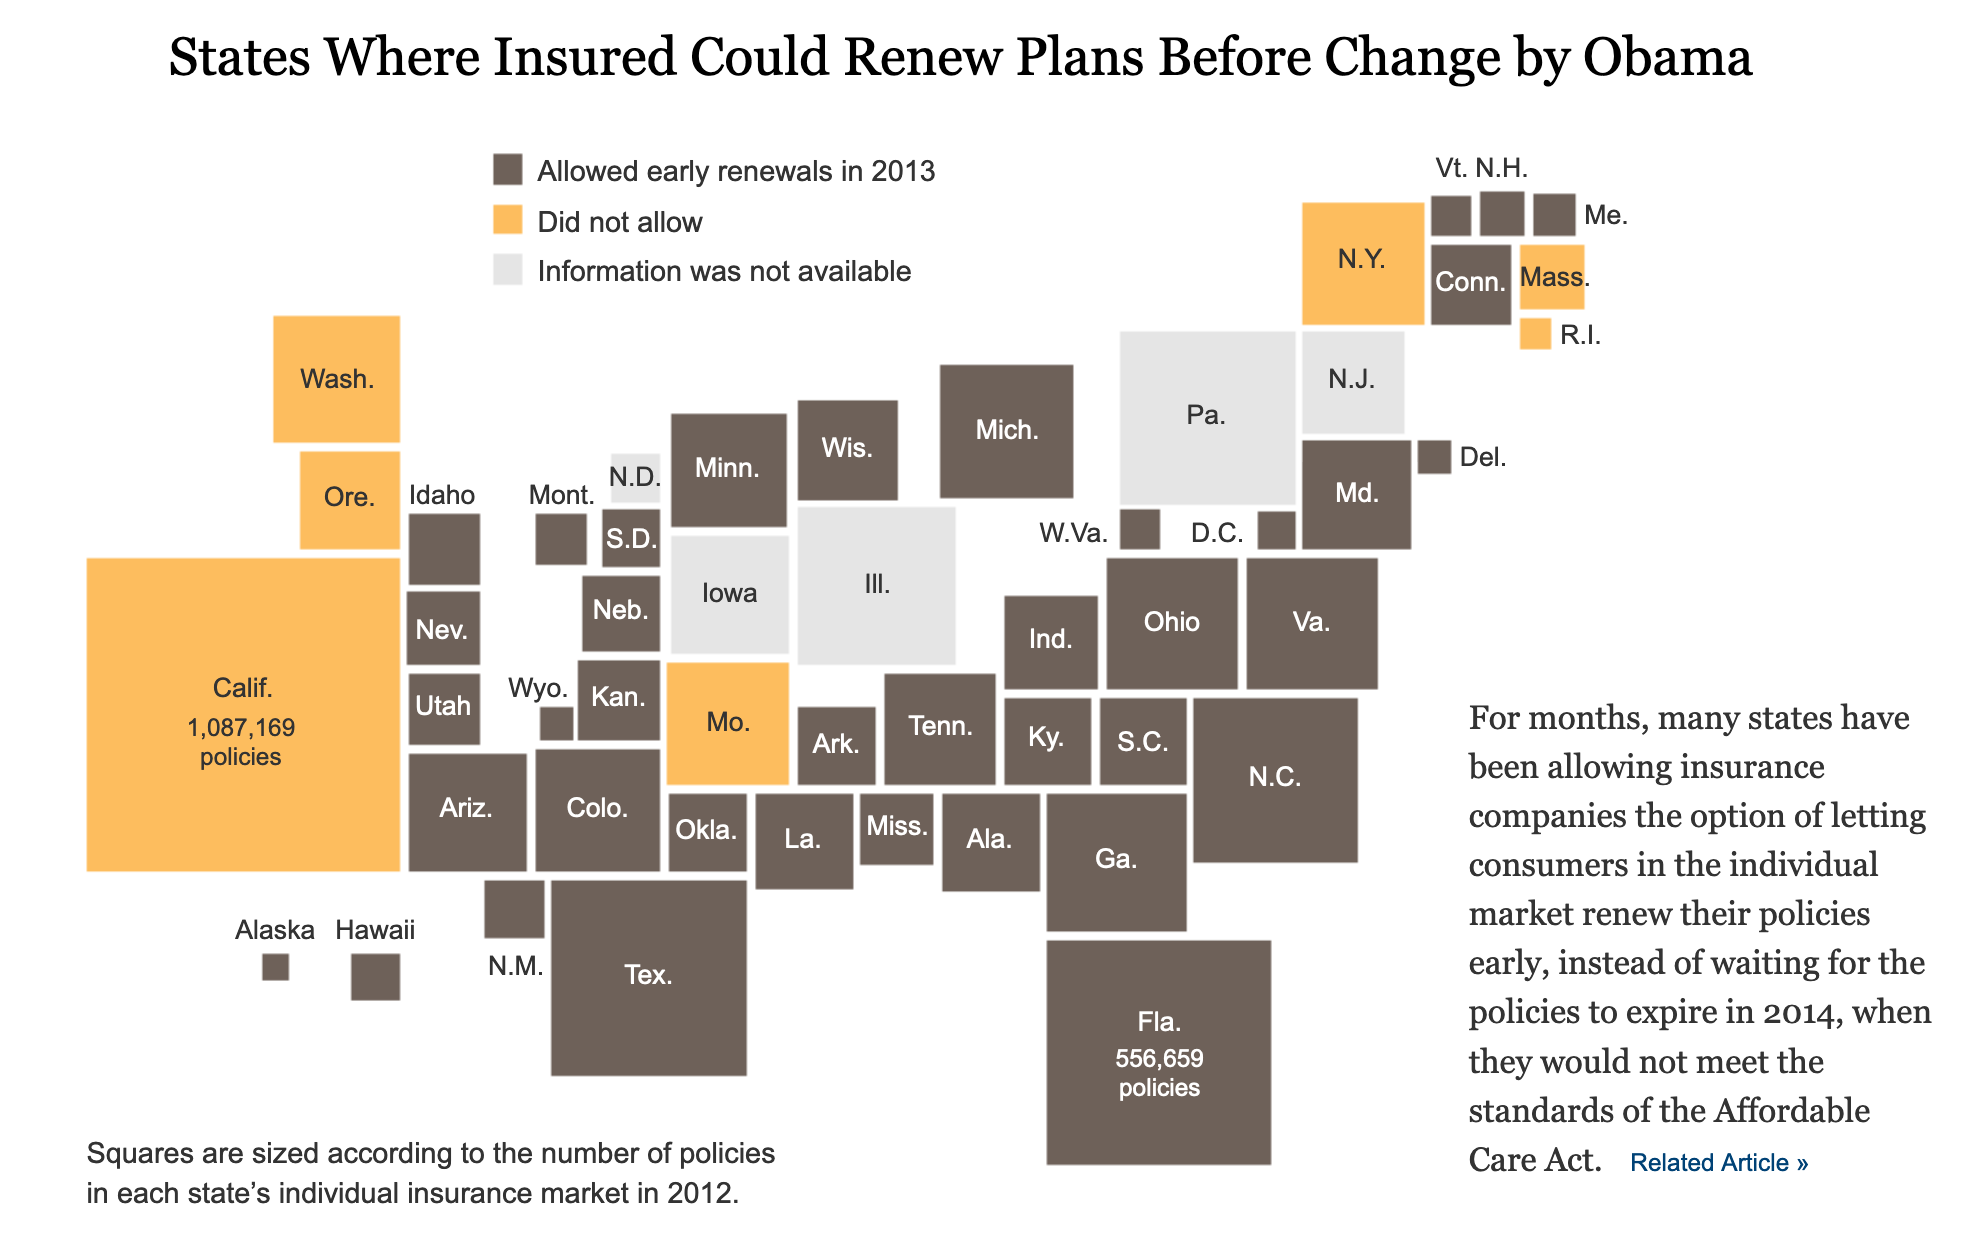 States Where Insured Could Renew Plans Before Change by Obama
Allowed early renewals in 2013
Did not allow
Information was not available
Vt. N.H.
Me.
N.Y.
Conn.
Mass.
R.I.
Wash.
Pa.
N.J.
Mich.
Wis.
Minn.
N.D.
Ore.
Idaho
Mont.
Md.
Del.
S.D.
W.Va.
D.C.
Iowa
Ill.
Neb.
Nev.
Ind.
Ohio
Va.
Calif.
1,087,169
policies
Utah
Wyo.
Kan.
Mo.
Ark.
Tenn.
Ky.
S.C.
N.C.
Ariz.
Colo.
Okla.
La.
Miss.
Ala.
Ga.
Alaska
Hawaii
N.M.
Tex.
Fla.
556,659
policies
For months, many states have
been allowing insurance
companies the option of letting
consumers in the individual
market renew their policies
early, instead of waiting for the
policies to expire in 2014, when
they would not meet the
standards of the Affordable
Care Act. Related Article »
Squares are sized according to the number of policies
in each state’s individual insurance market in 2012.